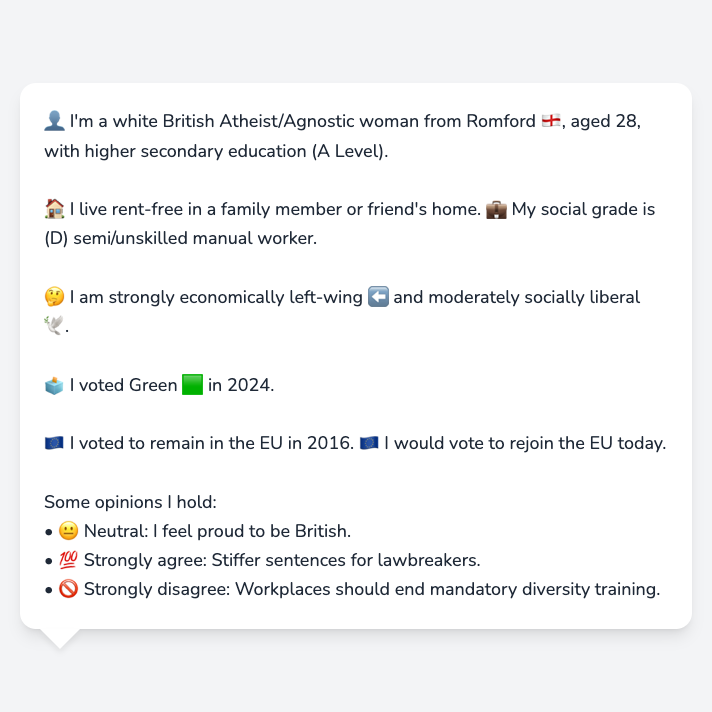 👤 I'm a white British Atheist/Agnostic woman from Romford 🏴󠁧󠁢󠁥󠁮󠁧󠁿, aged 28,
with higher secondary education (A Level).
🏠 I live rent-free in a family member or friend's home. 💼 My social grade is
(D) semi/unskilled manual worker.
🤔 I am strongly economically left-wing ⬅️ and moderately socially liberal
🕊️.
🗳️ I voted Green 🟩 in 2024.
🇪🇺 I voted to remain in the EU in 2016. 🇪🇺 I would vote to rejoin the EU today.
Some opinions I hold:
• 😐 Neutral: I feel proud to be British.
• 💯 Strongly agree: Stiffer sentences for lawbreakers.
• 🚫 Strongly disagree: Workplaces should end mandatory diversity training.